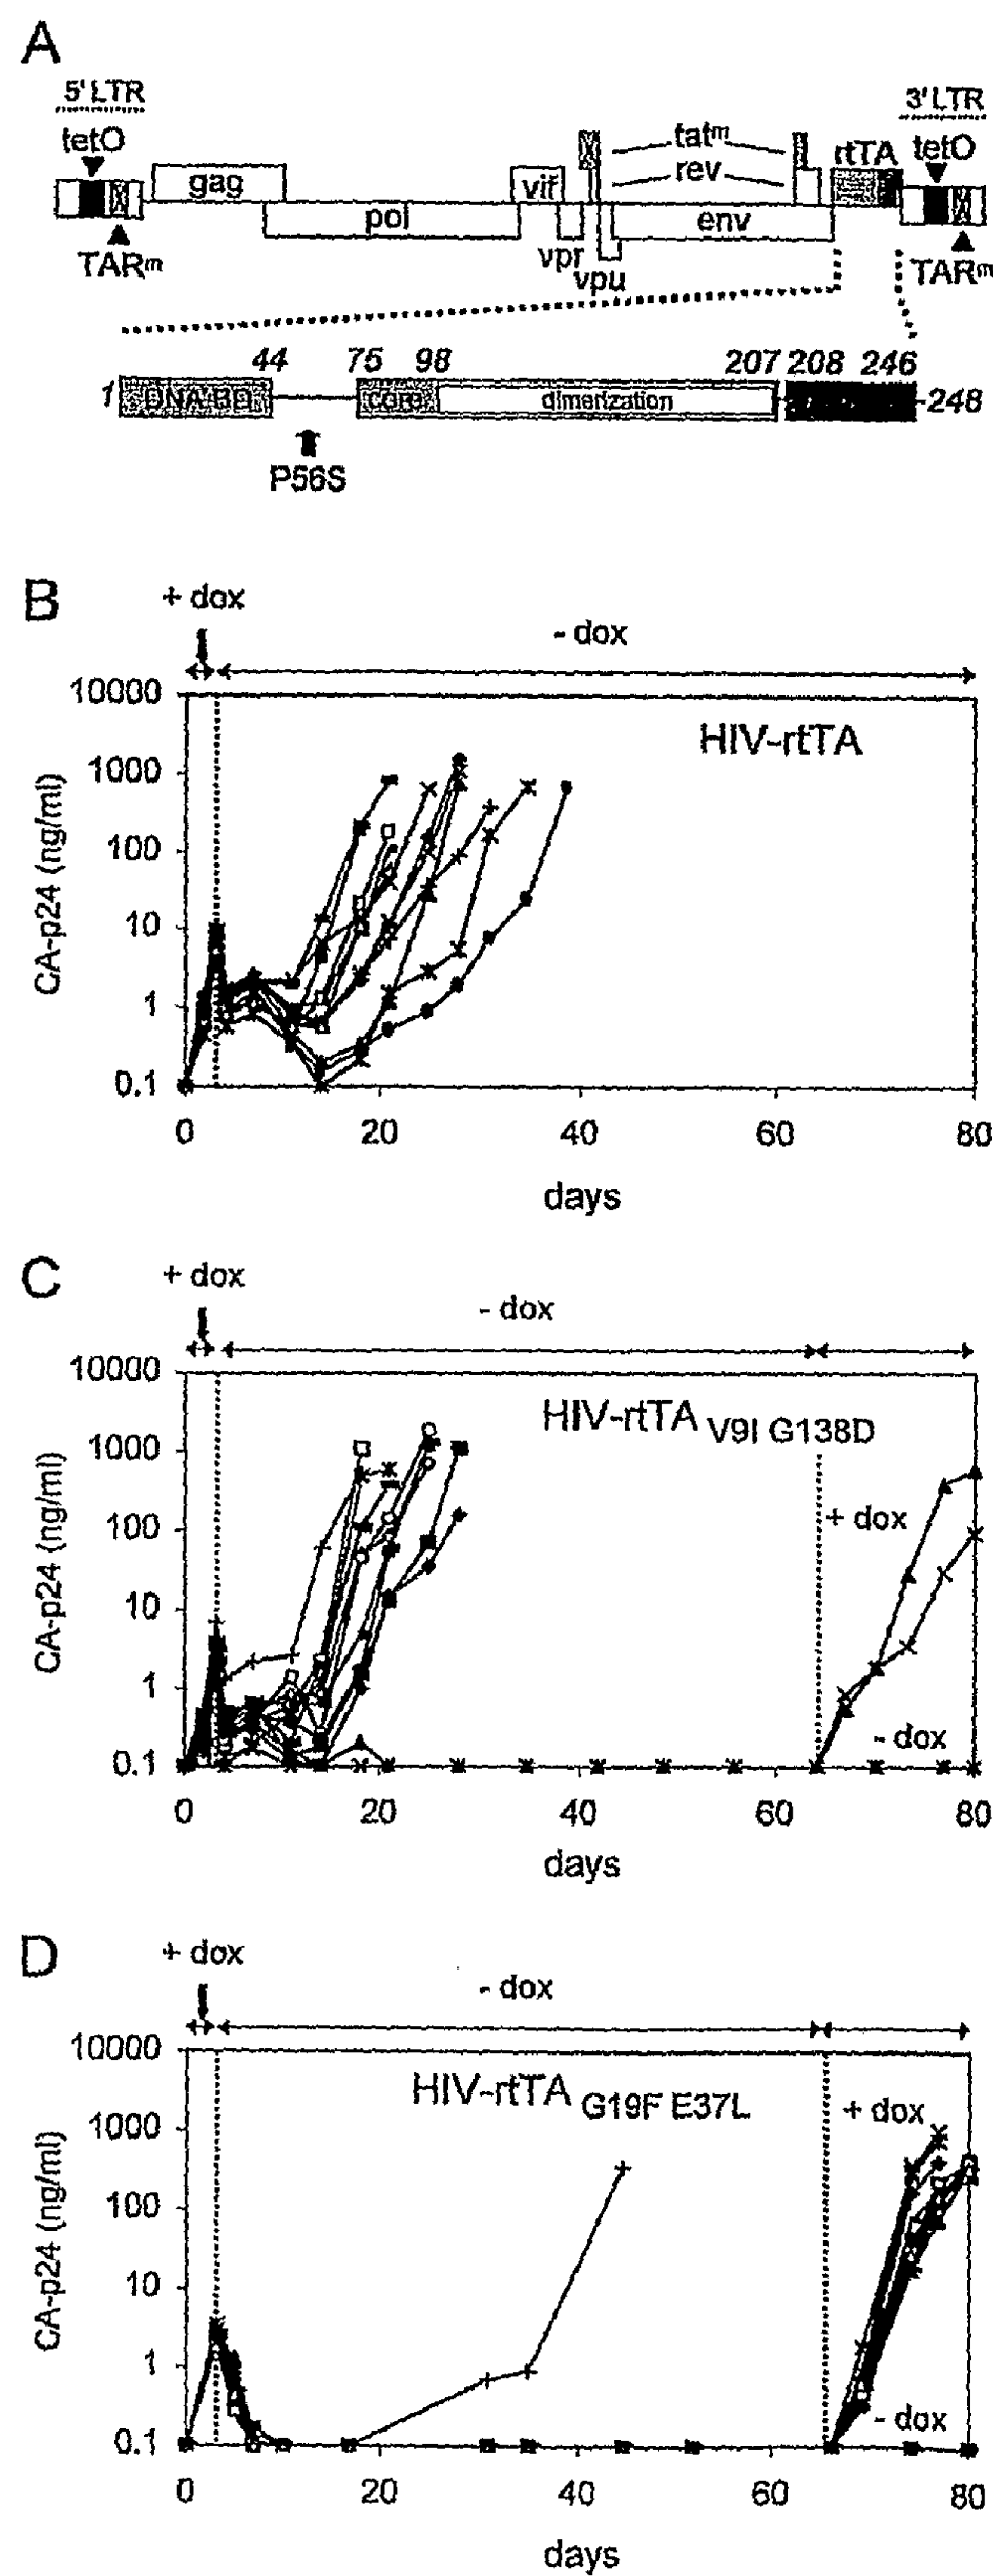 A
5' LTR
3' LTR
tetO
tatᵐ
rtTA
tetO
gag
vif
rev
pol
env
TARᵐ
vpr
vpu
TARᵐ
44 75 98 207 208 246
1
DNA-BD
core
dimerization
248
P56S
B
+ dox
- dox
10000
HIV-rtTA
1000
100
10
1
0.1
CA-p24 (ng/ml)
0 20 40 60 80
days
C
+ dox
- dox
10000
HIV-rtTA V9I G138D
1000
100
+ dox
10
1
- dox
0.1
CA-p24 (ng/ml)
0 20 40 60 80
days
D
+ dox
- dox
10000
HIV-rtTA G19F E37L
+ dox
1000
100
10
1
- dox
0.1
CA-p24 (ng/ml)
0 20 40 60 80
days